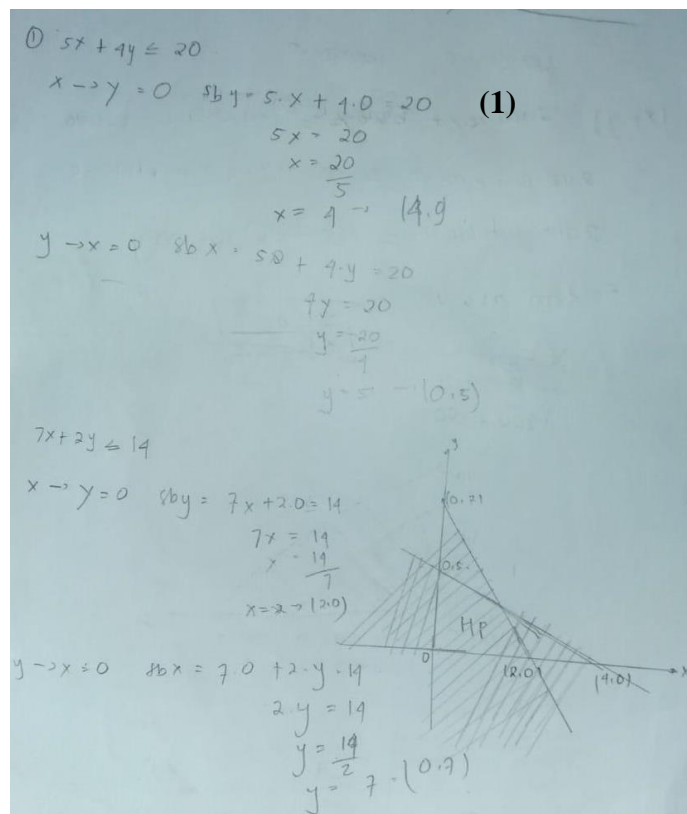 ① 5x + 4y ≤ 20
x → y = 0 sb y = 5.x + 4.0 = 20 (1)
5x = 20
x = 20/5
x = 4 → (4.0)
y → x = 0 sb x = 5.0 + 4.y = 20
4y = 20
y = 20/4
y = 5 → (0.5)
7x + 2y ≤ 14
x → y = 0 sb y = 7x + 2.0 = 14
7x = 14
x = 14/7
x = 2 → (2.0)
y → x = 0 sb x = 7.0 + 2.y = 14
2.y = 14
y = 14/2
y = 7 - (0.7)
y
(0.7)
0.5
HP
0
(2.0)
(4.0)
x